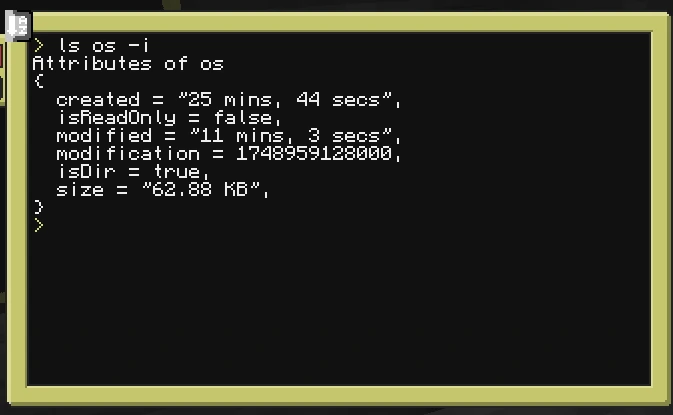 > ls os -i
Attributes of os
{
  created = "25 mins, 44 secs",
  isReadOnly = false,
  modified = "11 mins, 3 secs",
  modification = 1748959128000,
  isDir = true,
  size = "62.88 KB",
}
>